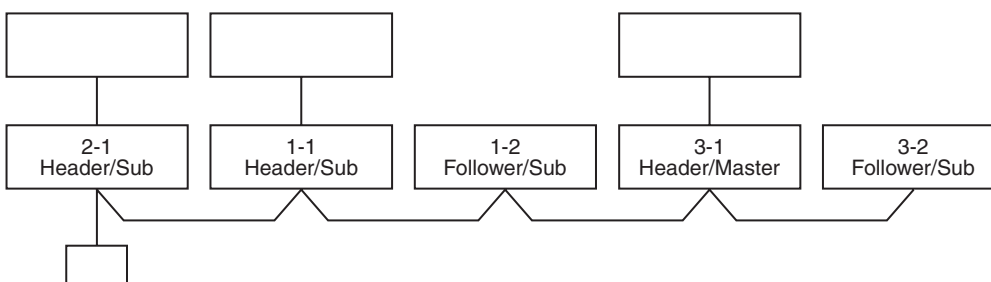 2-1
Header/Sub
1-1
Header/Sub
1-2
Follower/Sub
3-1
Header/Master
3-2
Follower/Sub